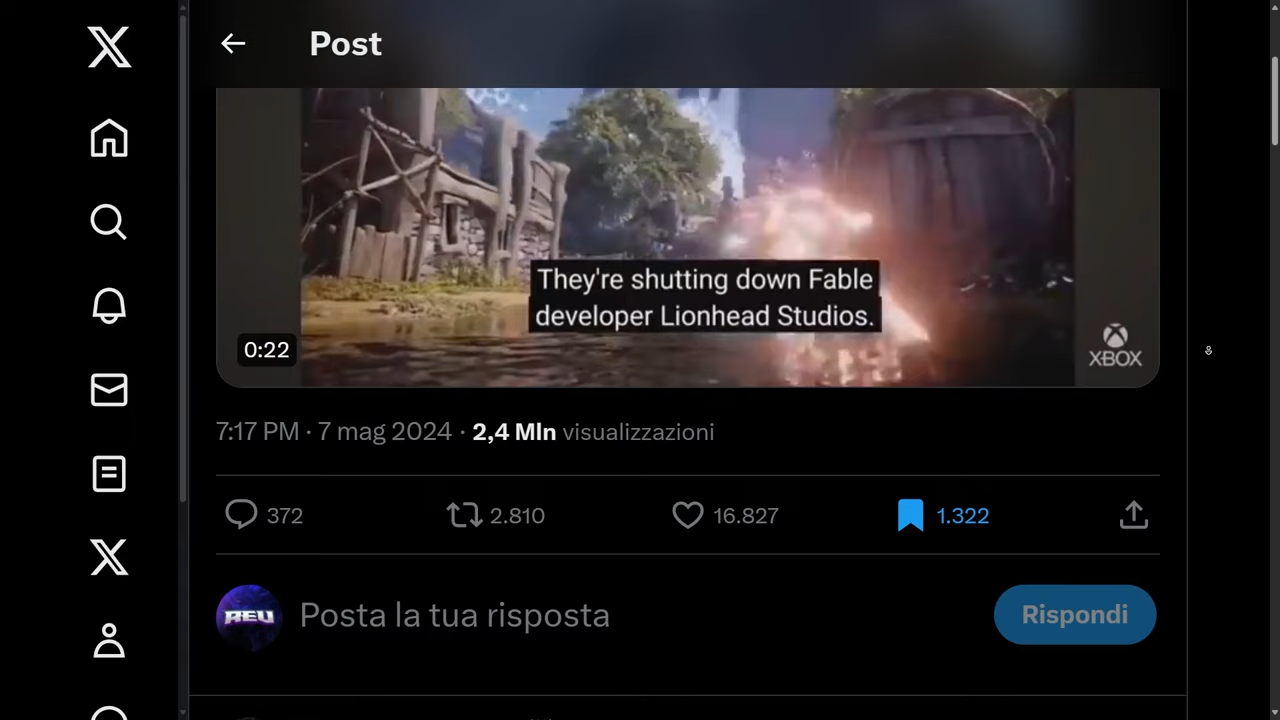 Post
They're shutting down Fable
developer Lionhead Studios.
0:22
XBOX
7:17 PM · 7 mag 2024 · 2,4 Mln visualizzazioni
372 2.810 16.827 1.322
REU Posta la tua risposta Rispondi